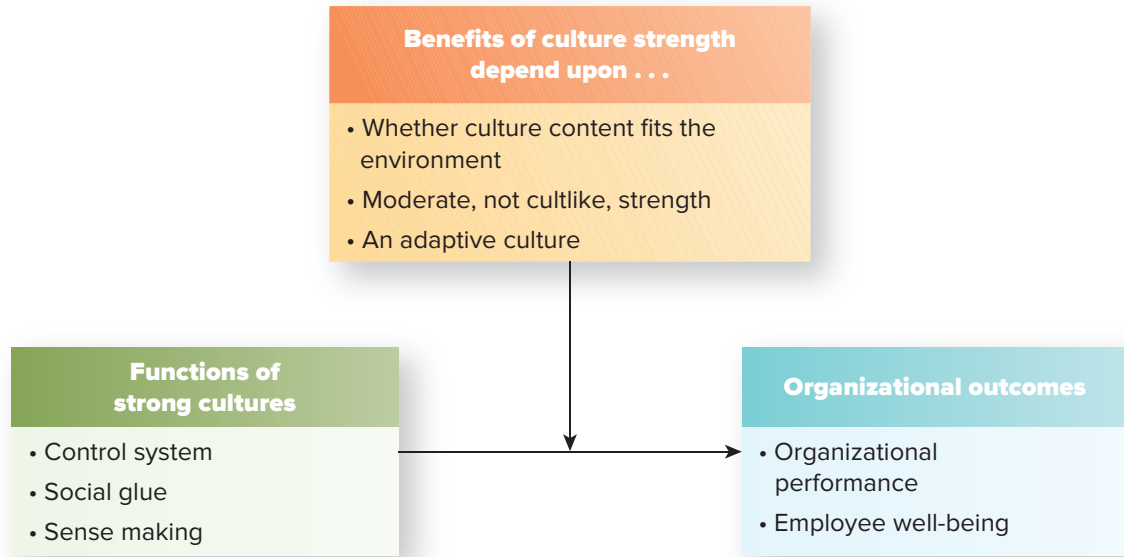 Benefits of culture strength
depend upon . . .
• Whether culture content fits the
environment
• Moderate, not cultlike, strength
• An adaptive culture
Functions of
strong cultures
• Control system
• Social glue
• Sense making
Organizational outcomes
• Organizational
performance
• Employee well-being